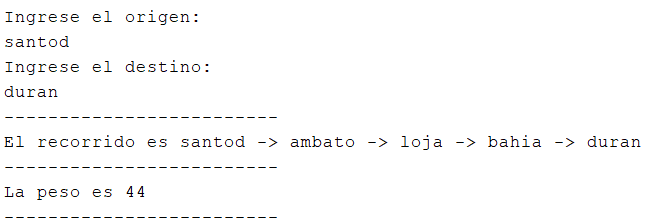 Ingrese el origen:
santod
Ingrese el destino:
duran
-------------------------
El recorrido es santod -> ambato -> loja -> bahia -> duran
-------------------------
La peso es 44
-------------------------